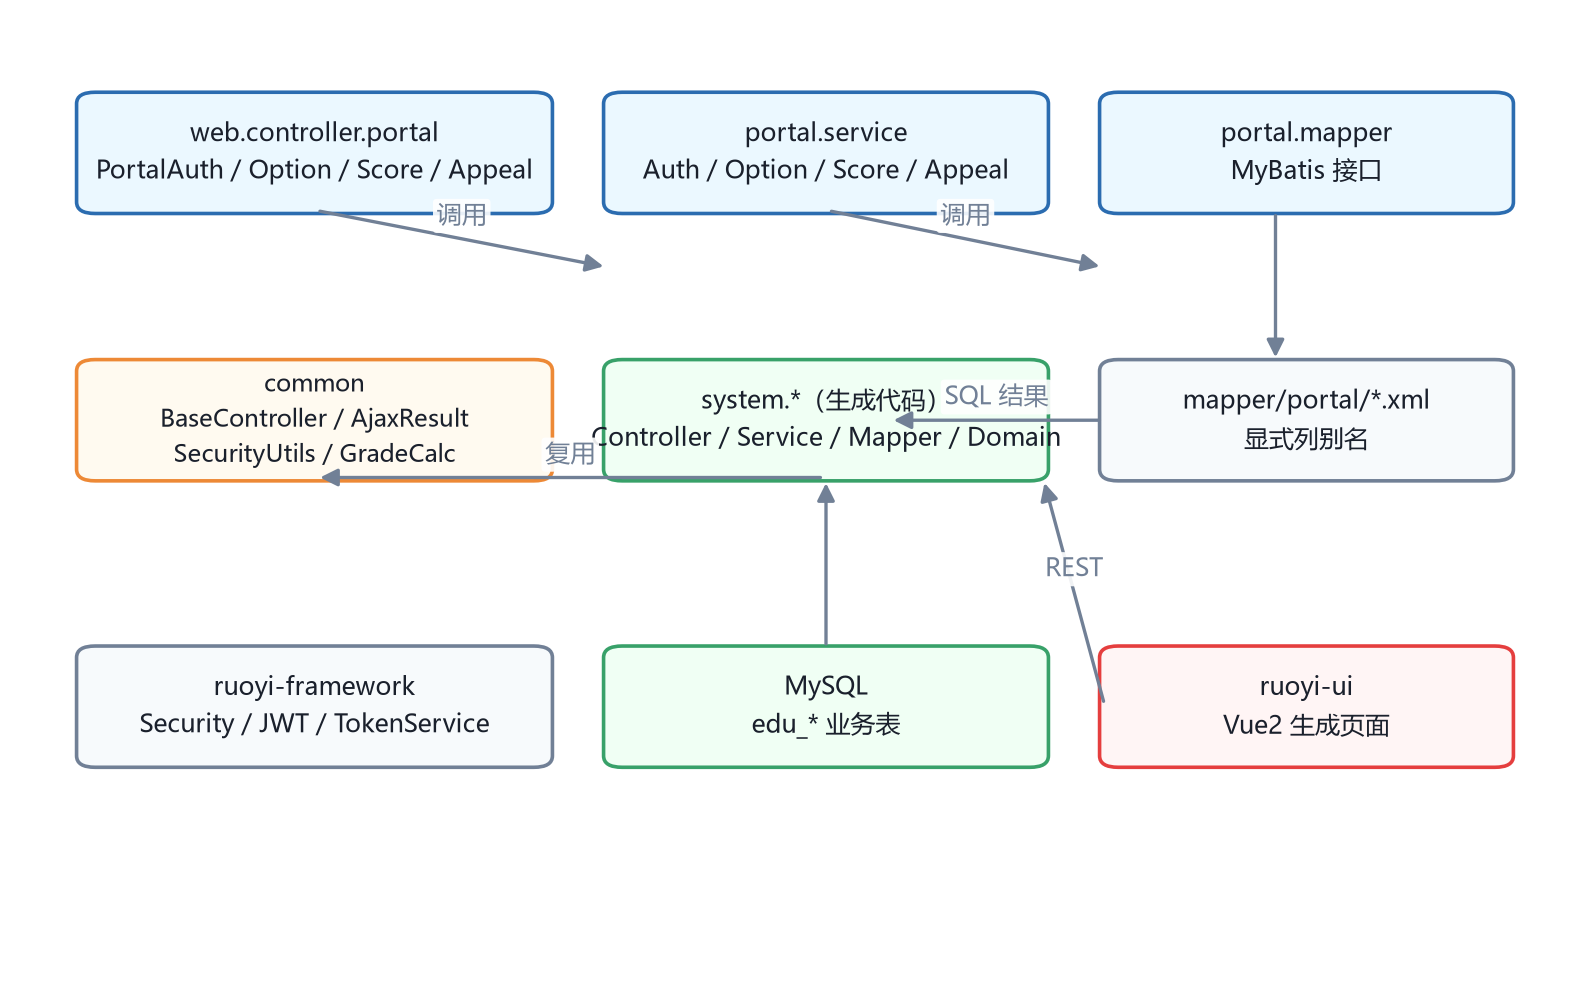 web.controller.portal
PortalAuth / Option / Score / Appeal
portal.service
Auth / Option / Score / Appeal
portal.mapper
MyBatis 接口
调用
调用
common
BaseController / AjaxResult
SecurityUtils / GradeCalc
system.*（生成代码）
Controller / Service / Mapper / Domain
SQL 结果
mapper/portal/*.xml
显式列别名
复用
REST
ruoyi-framework
Security / JWT / TokenService
MySQL
edu_* 业务表
ruoyi-ui
Vue2 生成页面